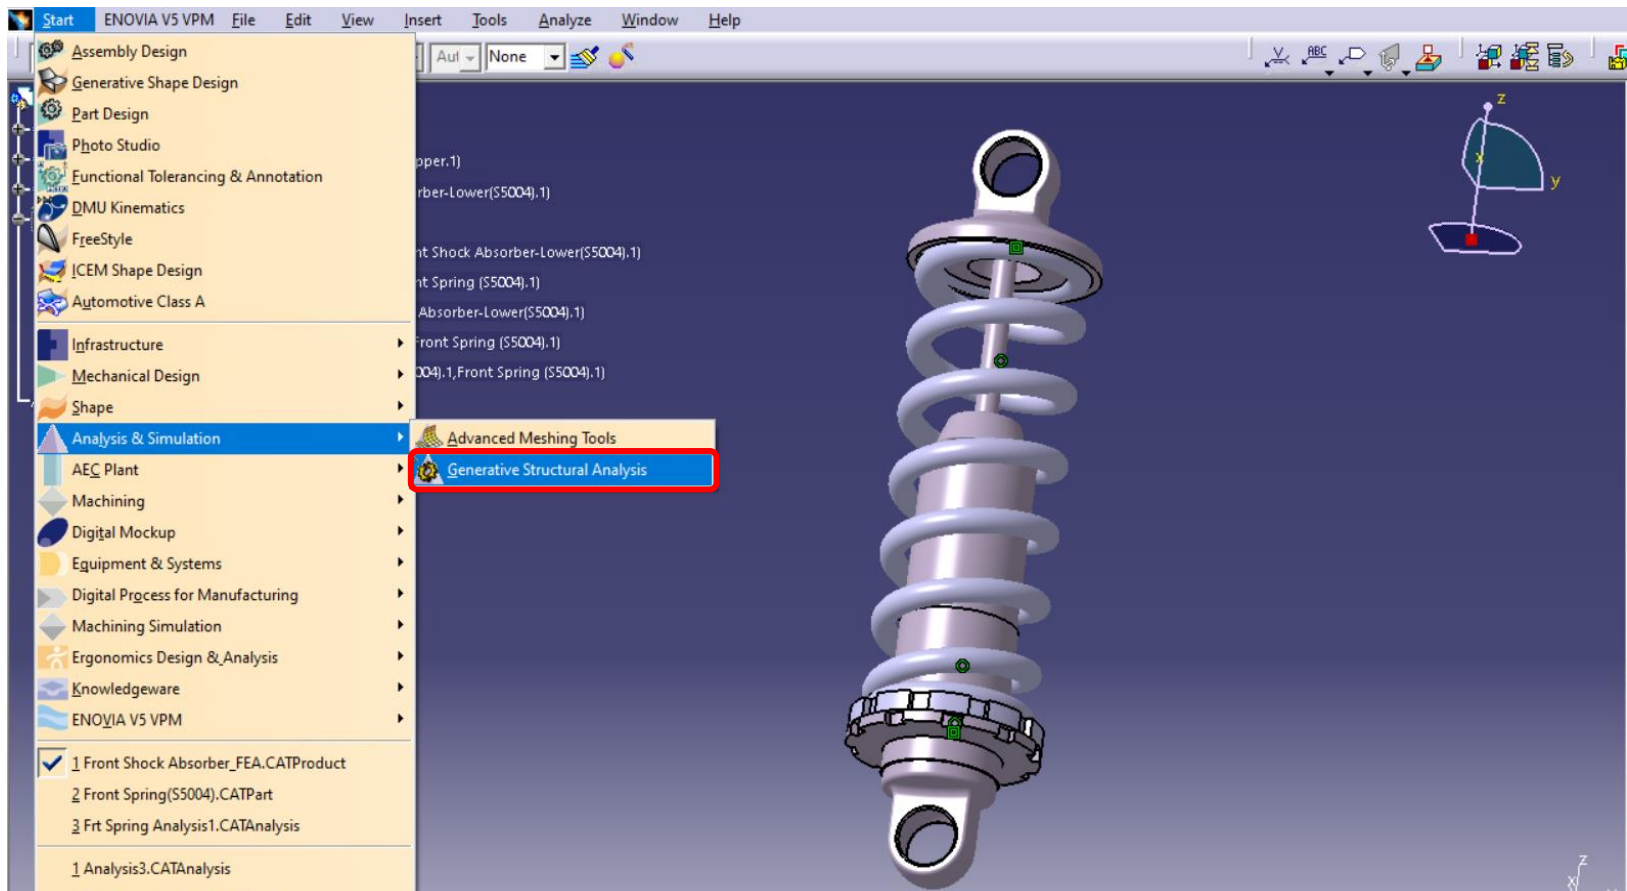 Start ENOVIA V5 VPM File Edit View Insert Tools Analyze Window Help
Aut None
ABC
Assembly Design
Generative Shape Design
Part Design
Photo Studio
Functional Tolerancing & Annotation
DMU Kinematics
FreeStyle
ICEM Shape Design
Automotive Class A
Infrastructure
Mechanical Design
Shape
Analysis & Simulation
AEC Plant
Machining
Digital Mockup
Equipment & Systems
Digital Process for Manufacturing
Machining Simulation
Ergonomics Design & Analysis
Knowledgeware
ENOVIA V5 VPM
1 Front Shock Absorber_FEA.CATProduct
2 Front Spring(S5004).CATPart
3 Frt Spring Analysis1.CATAnalysis
1 Analysis3.CATAnalysis
Advanced Meshing Tools
Generative Structural Analysis
pper.1)
rber-Lower(S5004).1)
nt Shock Absorber-Lower(S5004).1)
nt Spring (S5004).1)
Absorber-Lower(S5004).1)
Front Spring (S5004).1)
004).1,Front Spring (S5004).1)
z
x
y
z
x